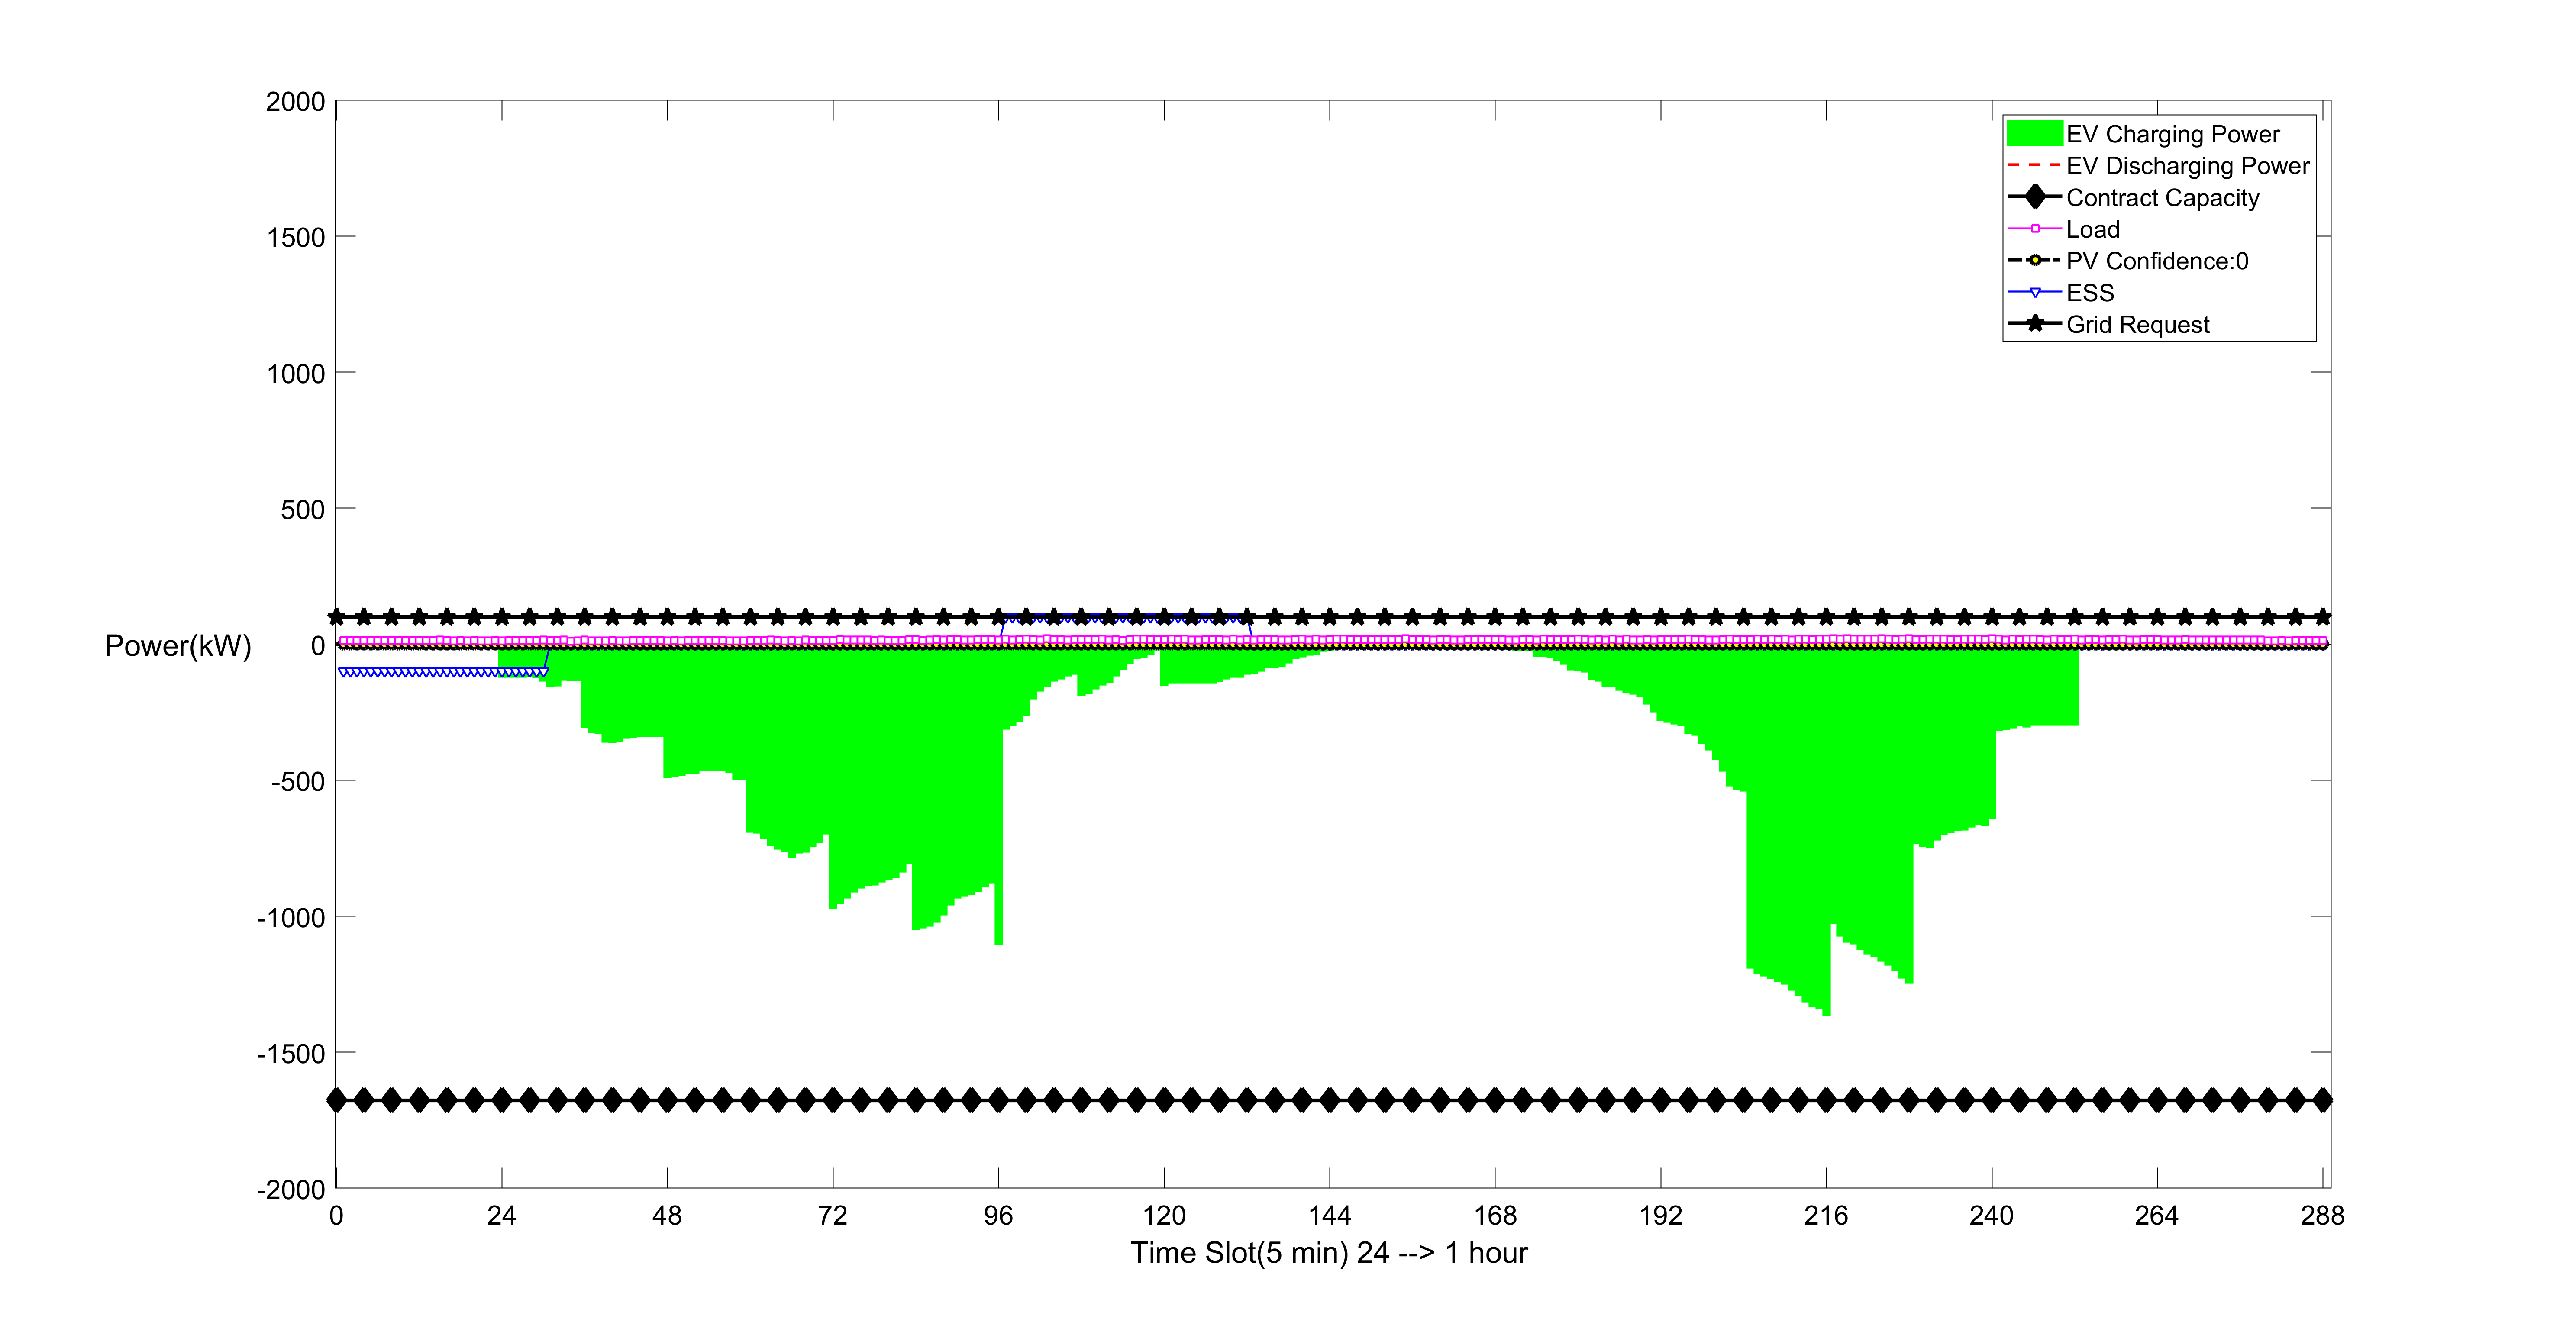 2000
1500
1000
500
0
-500
-1000
-1500
-2000
Power(kW)
EV Charging Power
EV Discharging Power
Contract Capacity
Load
PV Confidence:0
ESS
Grid Request
0 24 48 72 96 120 144 168 192 216 240 264 288
Time Slot(5 min) 24 --> 1 hour